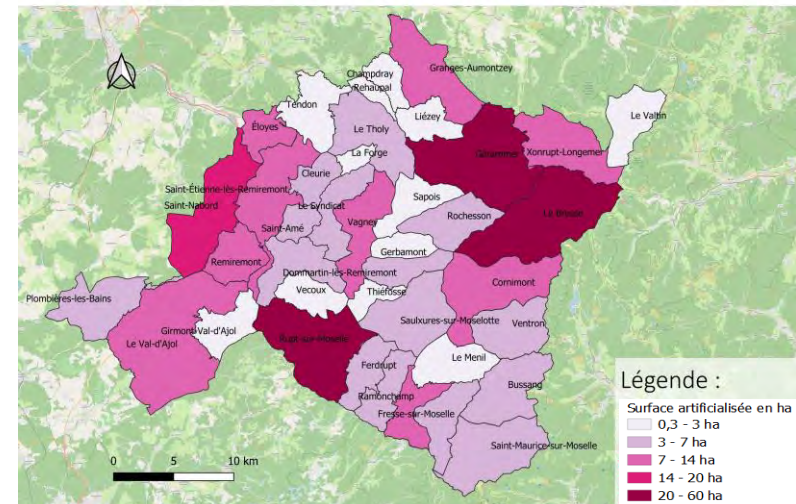 Granges-Aumontzey
Champdray
Rehaupal
Le Valtin
Tendon
Liézey
Éloyes
Le Tholy
Gérardmer
Xonrupt-Longemer
La Forge
Cleurie
Saint-Étienne-lès-Remiremont
Sapois
Saint-Nabord
Le Syndicat
La Bresse
Vagney
Rochesson
Saint-Amé
Gerbamont
Remiremont
Dommartin-lès-Remiremont
Cornimont
Vecoux
Thiéfosse
Plombières-les-Bains
Saulxures-sur-Moselotte
Ventron
Girmont-Val-d'Ajol
Le Val-d'Ajol
Rupt-sur-Moselle
Le Menil
Ferdrupt
Bussang
Ramonchamp
Fresse-sur-Moselle
Saint-Maurice-sur-Moselle
0 5 10 km
Légende :
Surface artificialisée en ha
0,3 - 3 ha
3 - 7 ha
7 - 14 ha
14 - 20 ha
20 - 60 ha